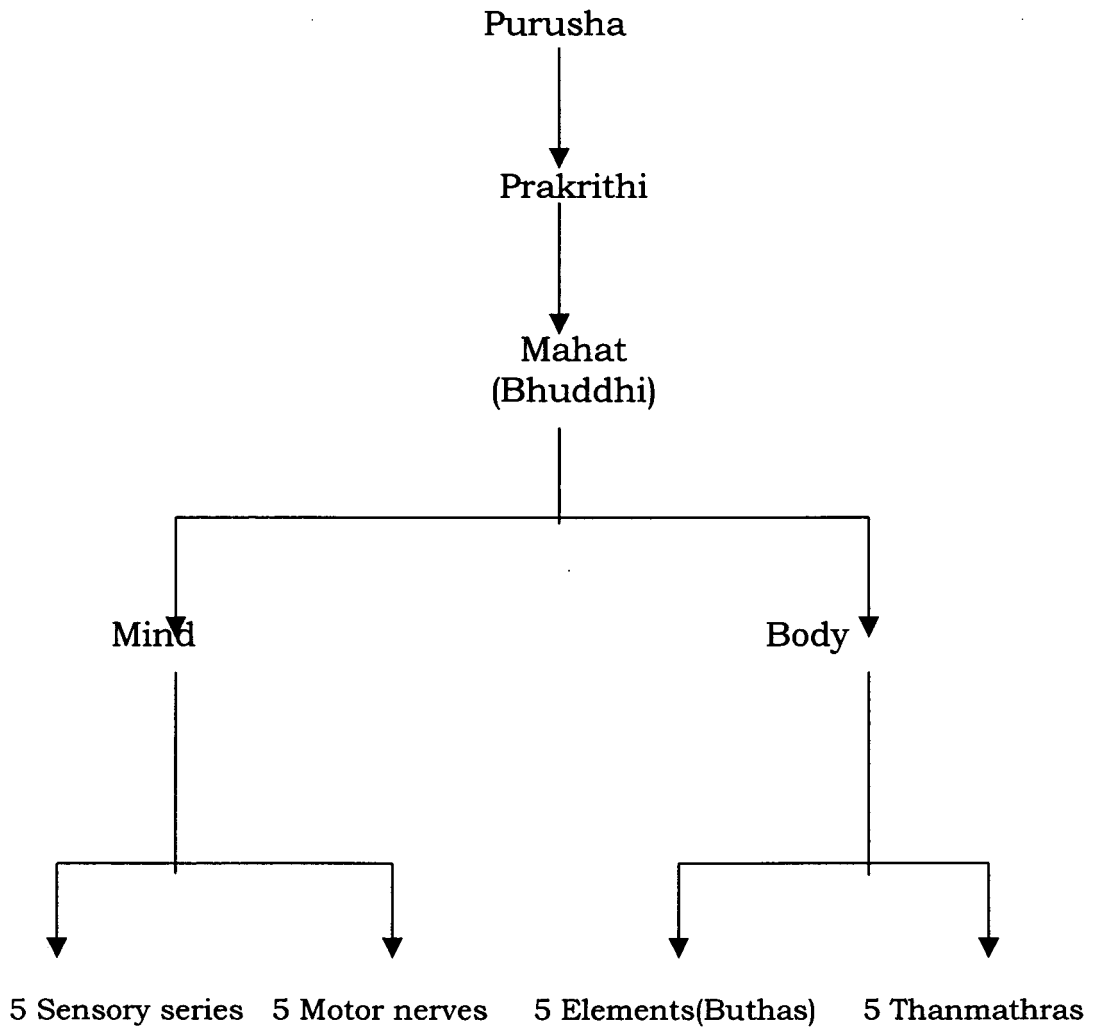 Purusha
Prakrithi
Mahat
(Bhuddhi)
Mind
Body
5 Sensory series
5 Motor nerves
5 Elements(Buthas)
5 Thanmathras